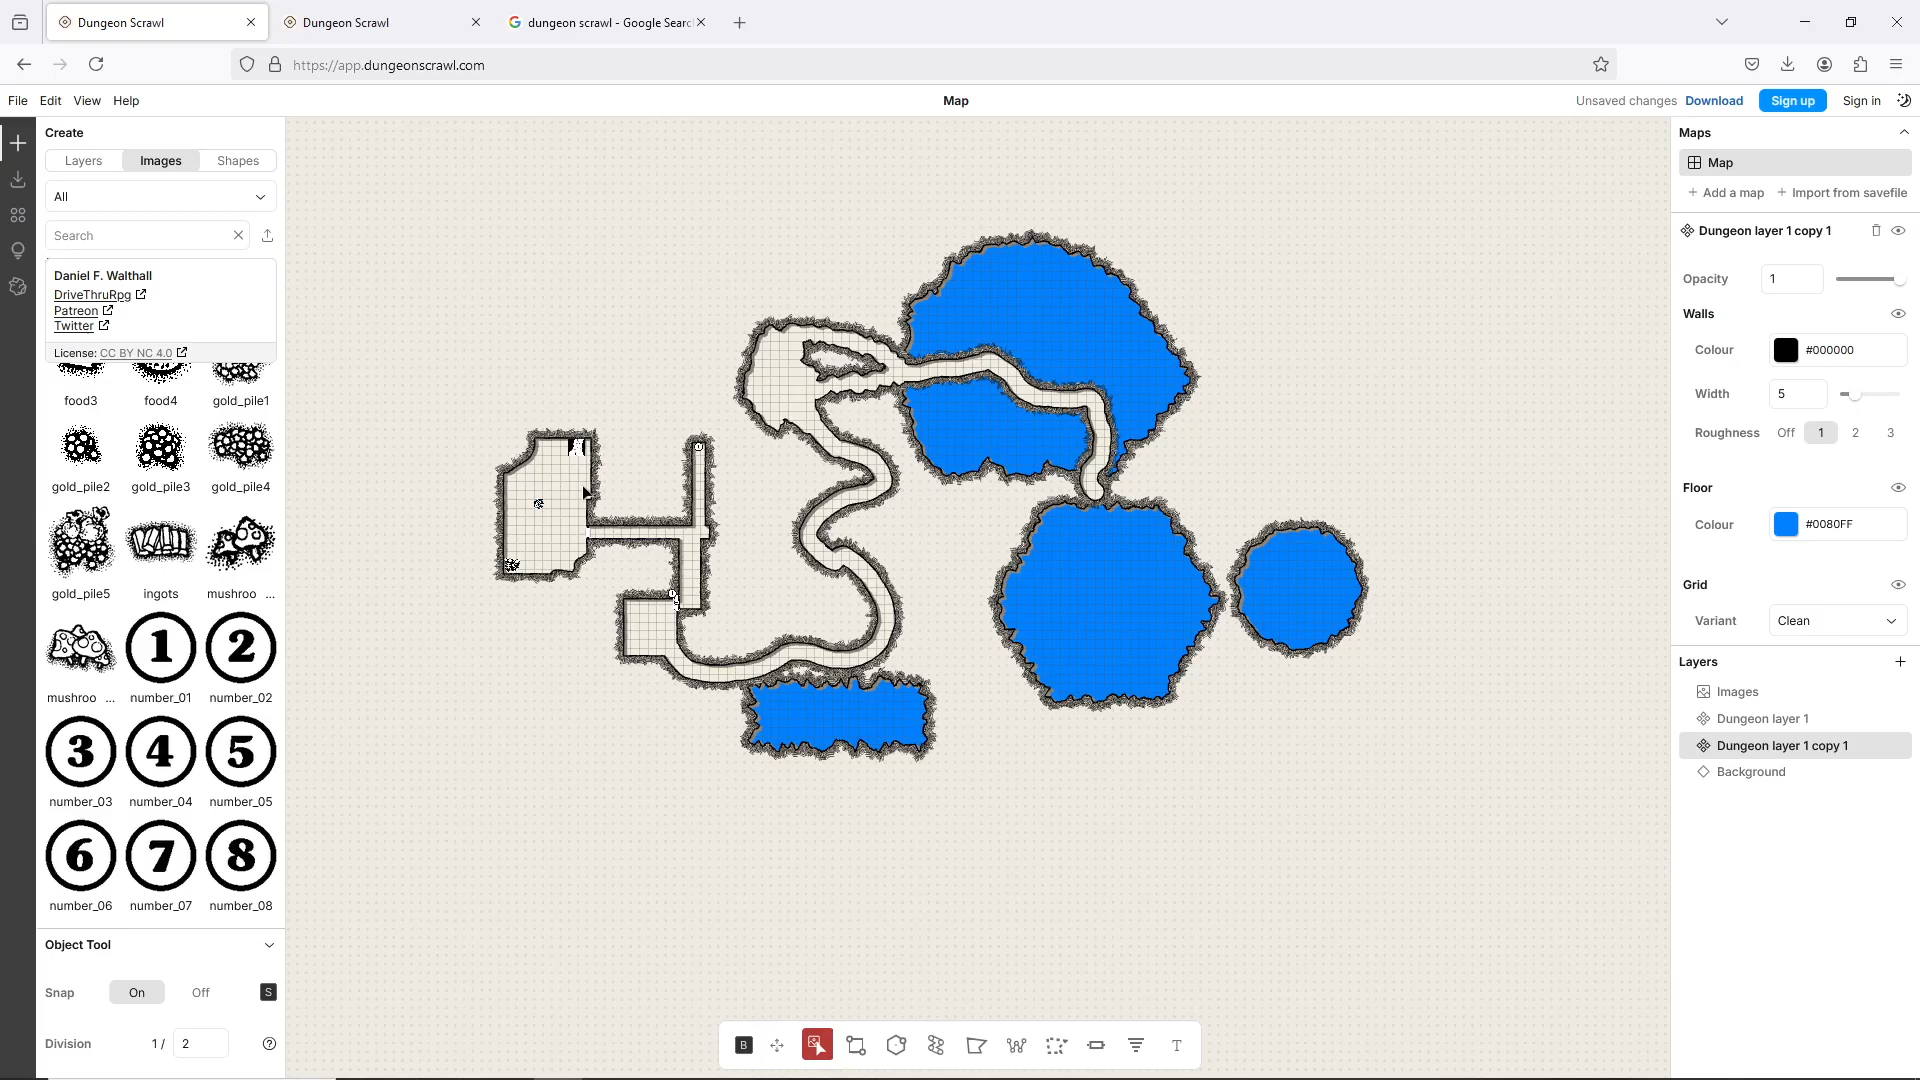 Dungeon Scrawl
Dungeon Scrawl
dungeon scrawl - Google Searc
https://app.dungeonscrawl.com
File
Edit
View
Help
Map
Unsaved changes
Download
Sign up
Sign in
Create
Layers
Images
Shapes
All
Search
Daniel F. Walthall
DriveThruRpg
Patreon
Twitter
License: CC BY NC 4.0
food3
food4
gold_pile1
gold_pile2
gold_pile3
gold_pile4
gold_pile5
ingots
mushroo ...
1
2
mushroo ...
number_01
number_02
3
4
5
number_03
number_04
number_05
6
7
8
number_06
number_07
number_08
Object Tool
Snap
On
Off
S
Division
1 /
2
B
T
Maps
Map
Add a map
Import from savefile
Dungeon layer 1 copy 1
Opacity
1
Walls
Colour
#000000
Width
5
Roughness
Off
1
2
3
Floor
Colour
#0080FF
Grid
Variant
Clean
Layers
Images
Dungeon layer 1
Dungeon layer 1 copy 1
Background